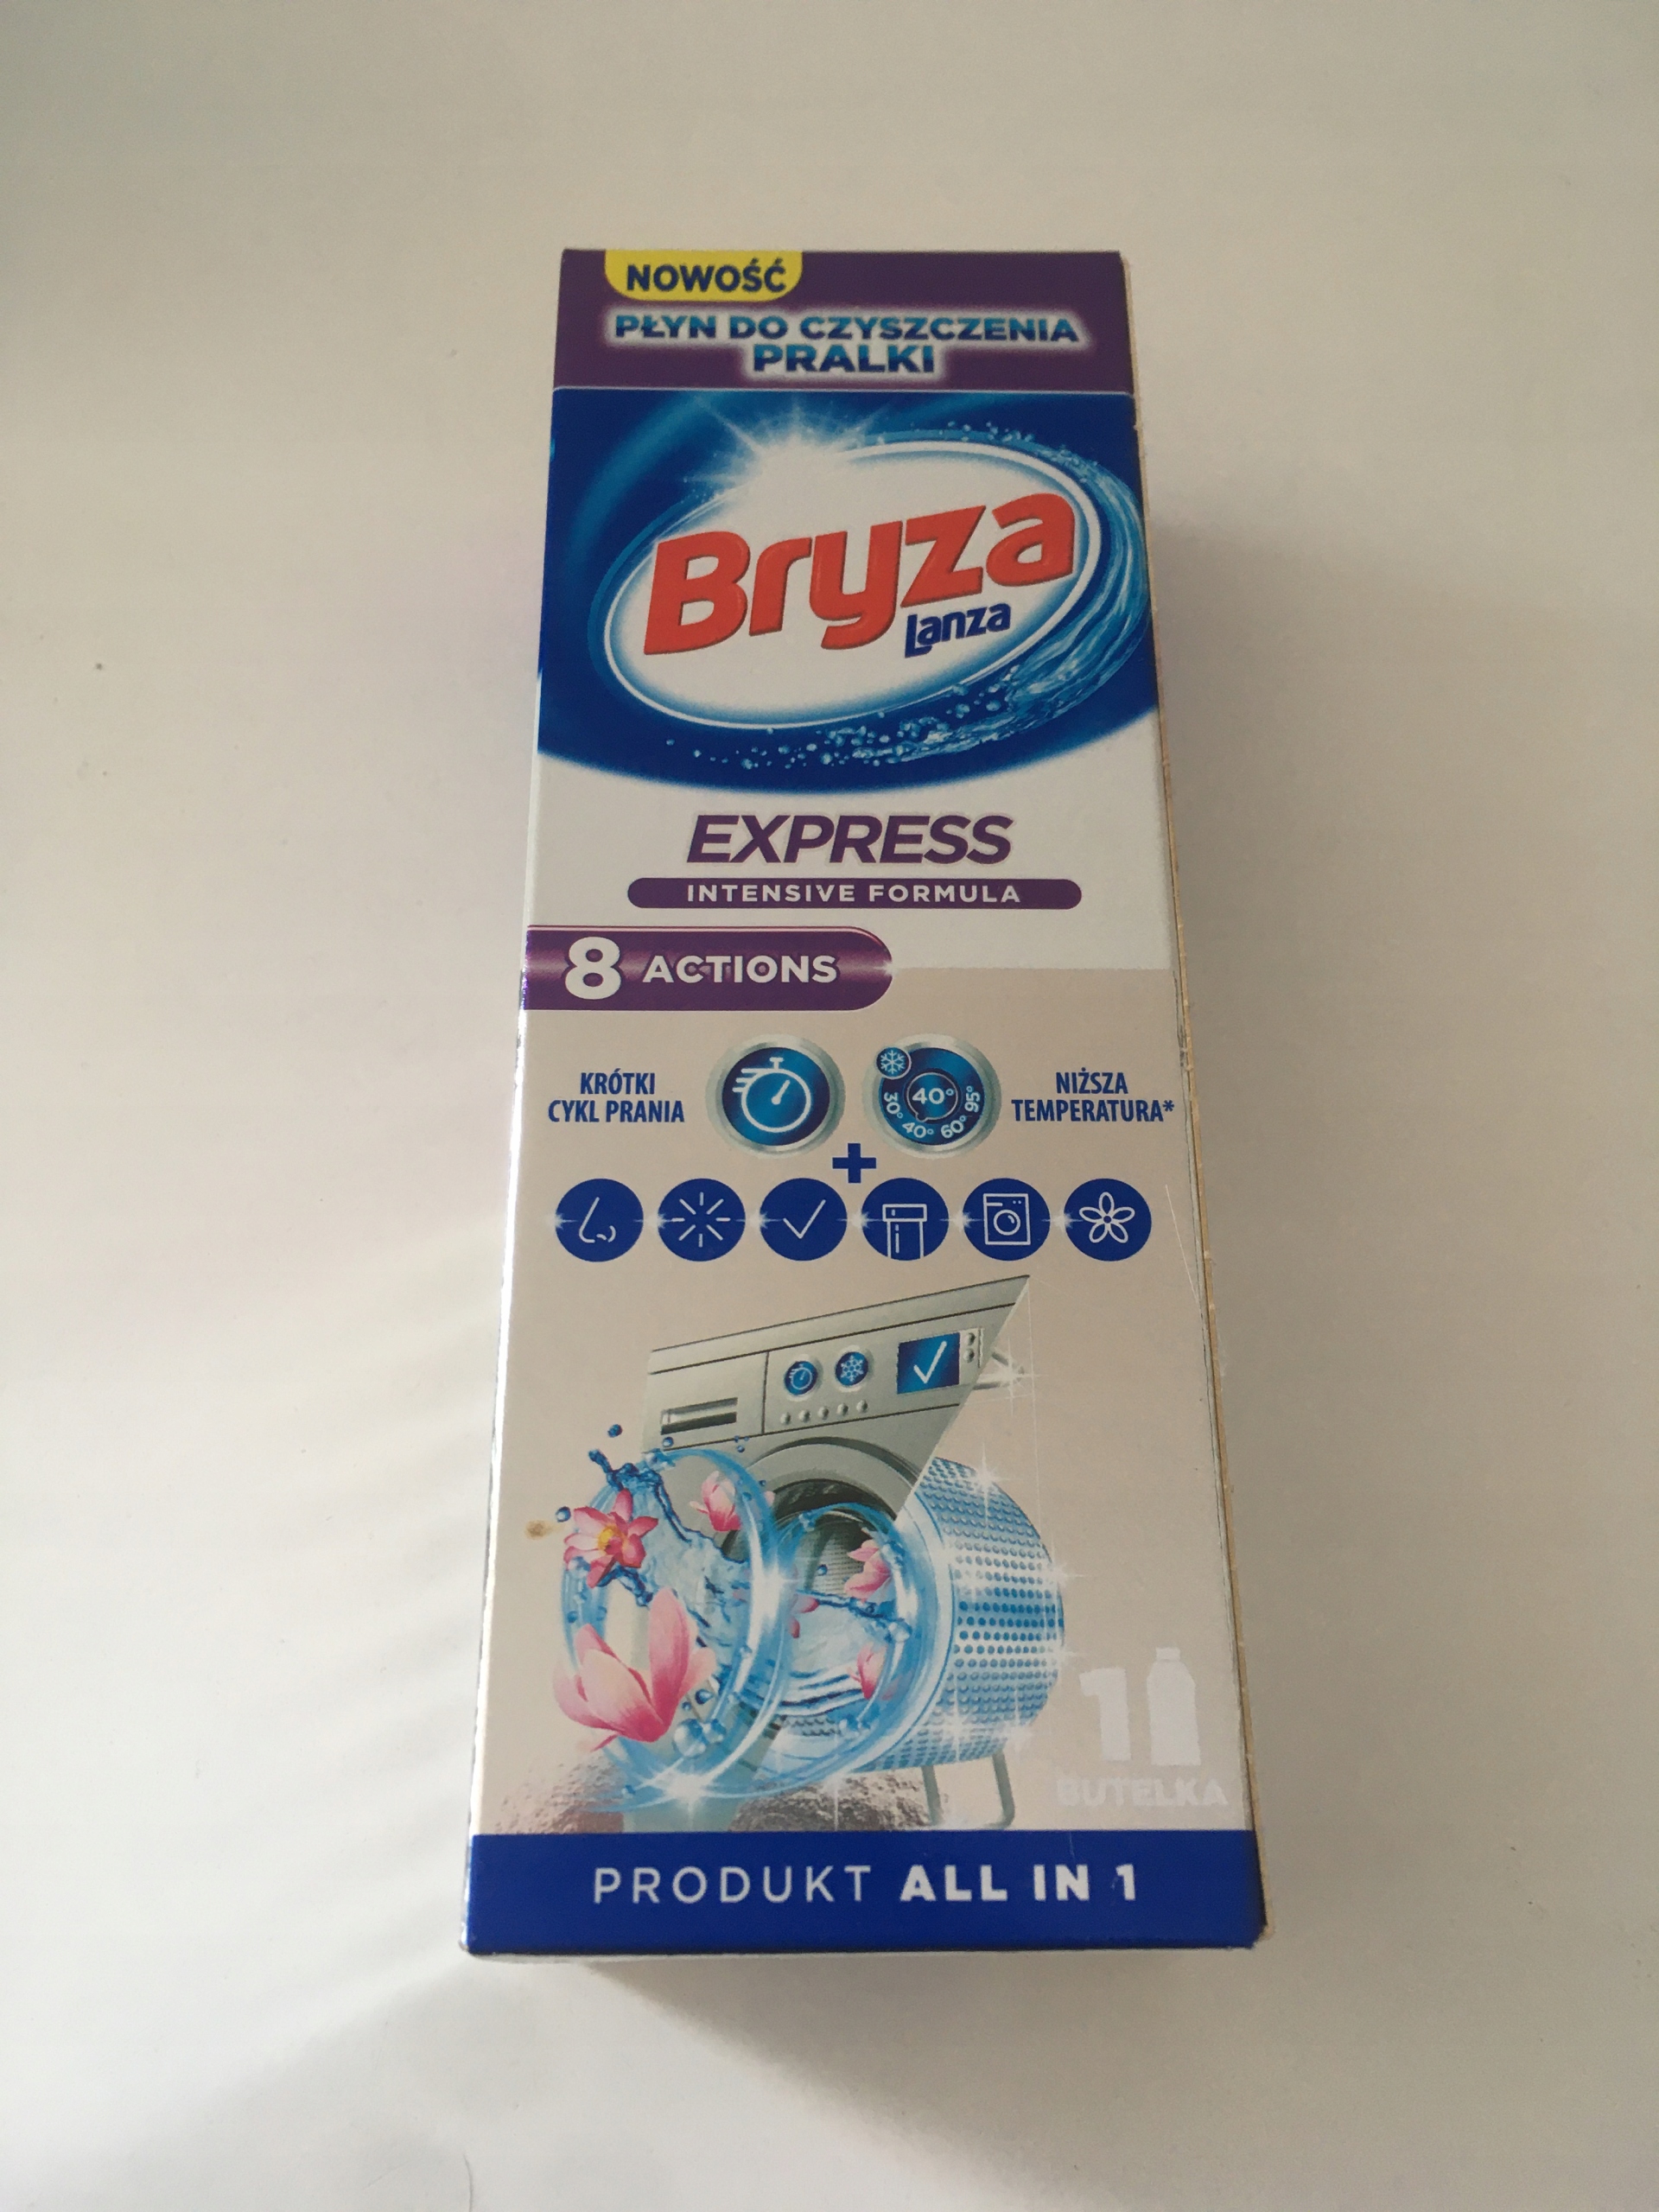 NOWOŚĆ
PŁYN DO CZYSZCZENIA
PRALKI
Bryza
Lanza
EXPRESS
INTENSIVE FORMULA
8 ACTIONS
KRÓTKI
CYKL PRANIA
40°
30° 40° 60° 95°
NIŻSZA
TEMPERATURA*
+
1
BUTELKA
PRODUKT ALL IN 1